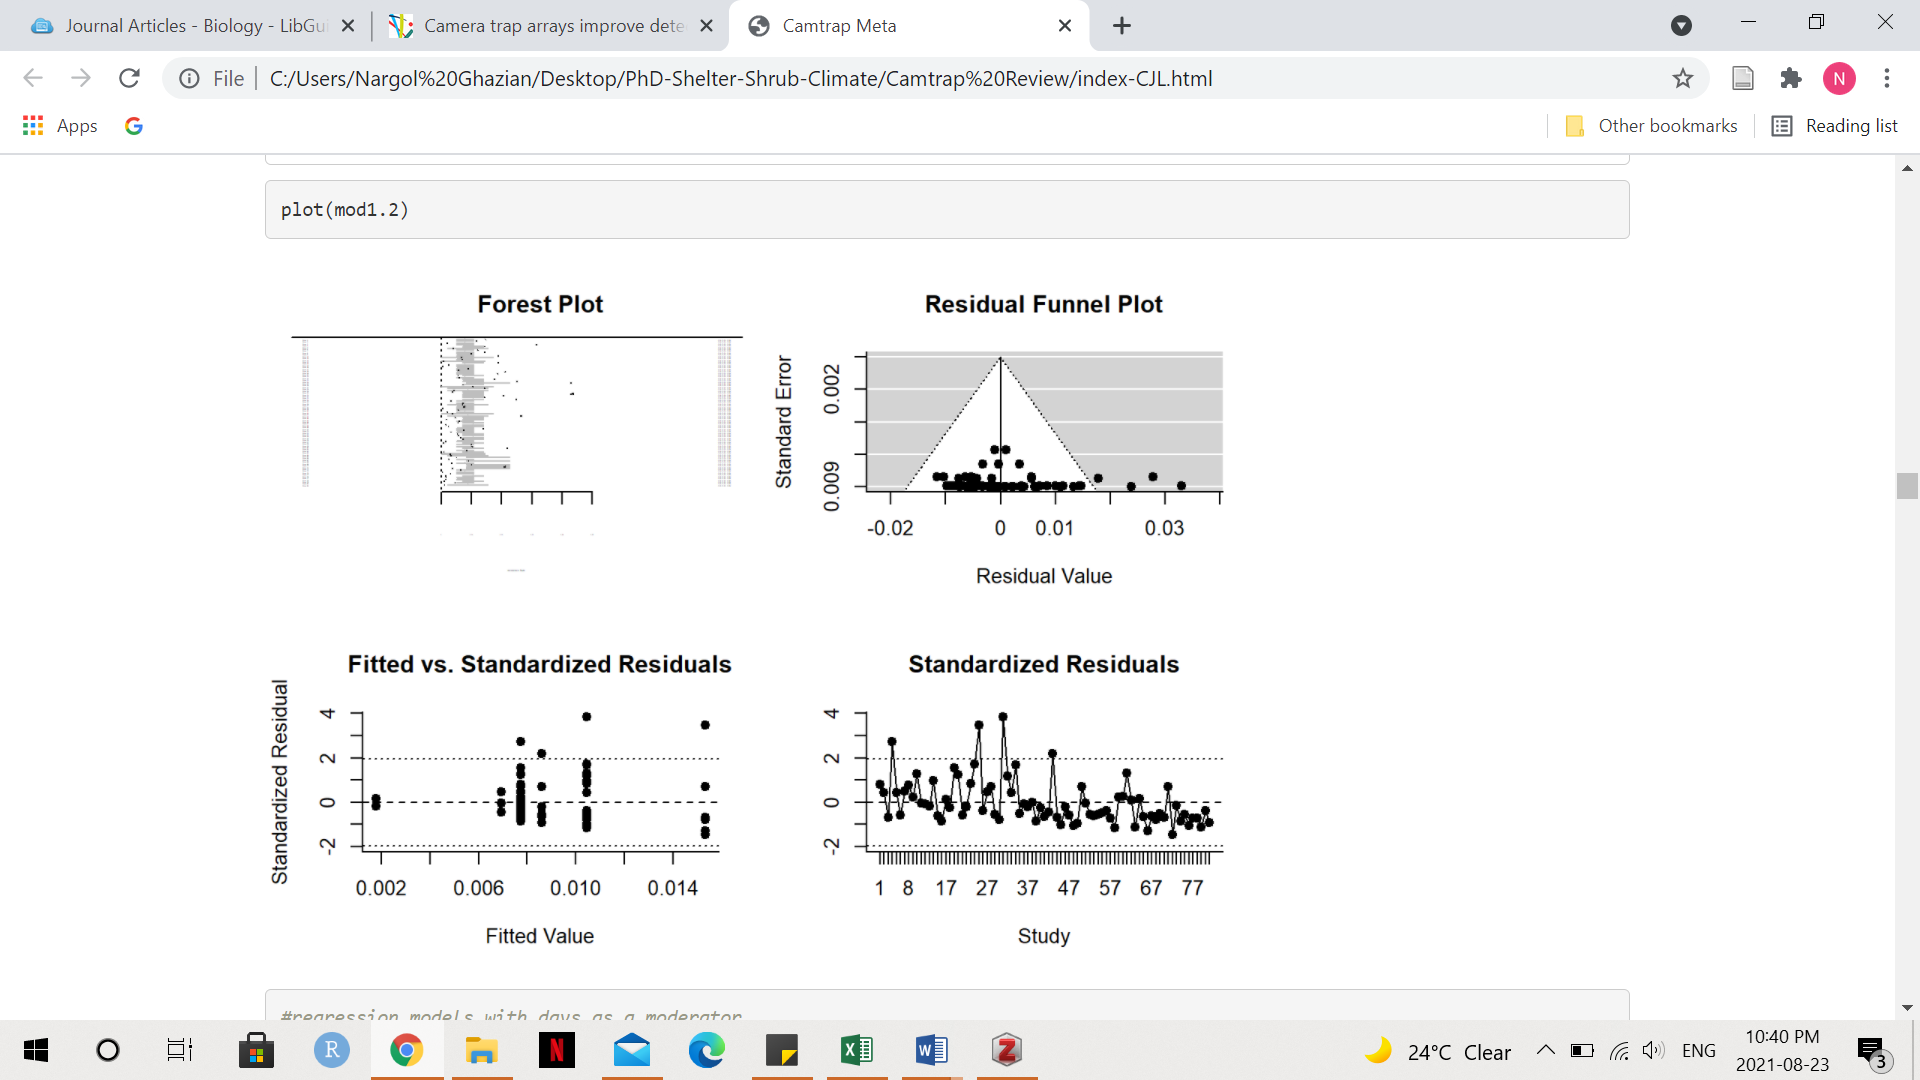 Journal Articles - Biology - LibGui
Camera trap arrays improve dete
Camtrap Meta
File
C:/Users/Nargol%20Ghazian/Desktop/PhD-Shelter-Shrub-Climate/Camtrap%20Review/index-CJL.html
N
Apps
G
Other bookmarks
Reading list
plot(mod1.2)
Forest Plot
Residual Funnel Plot
Standard Error
0.002
0.009
-0.02 0 0.01 0.03
Residual Value
Fitted vs. Standardized Residuals
Standardized Residual
4
2
0
-2
0.002 0.006 0.010 0.014
Fitted Value
Standardized Residuals
4
2
0
-2
1 8 17 27 37 47 57 67 77
Study
#regression models with days as a moderator
R
N
X
W
Z
24°C Clear
ENG
10:40 PM
2021-08-23
3